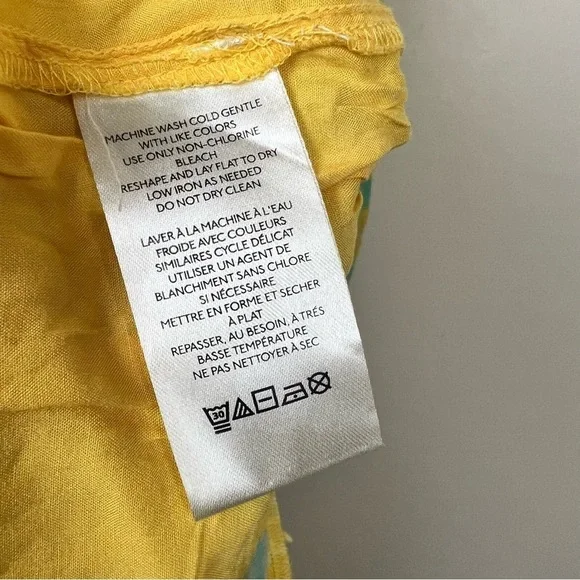 MACHINE WASH COLD GENTLE
WITH LIKE COLORS
USE ONLY NON-CHLORINE
BLEACH
RESHAPE AND LAY FLAT TO DRY
LOW IRON AS NEEDED
DO NOT DRY CLEAN
LAVER À LA MACHINE À L'EAU
FROIDE AVEC COULEURS
SIMILAIRES CYCLE DÉLICAT
UTILISER UN AGENT DE
BLANCHIMENT SANS CHLORE
SI NÉCESSAIRE
METTRE EN FORME ET SECHER
À PLAT
REPASSER, AU BESOIN, À TRÉS
BASSE TEMPÉRATURE
NE PAS NETTOYER À SEC
30